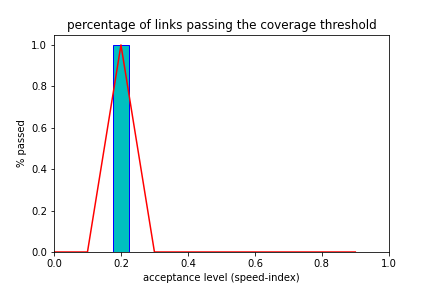 percentage of links passing the coverage threshold
1.0
0.8
0.6
0.4
0.2
0.0
% passed
0.0 0.2 0.4 0.6 0.8 1.0
acceptance level (speed-index)